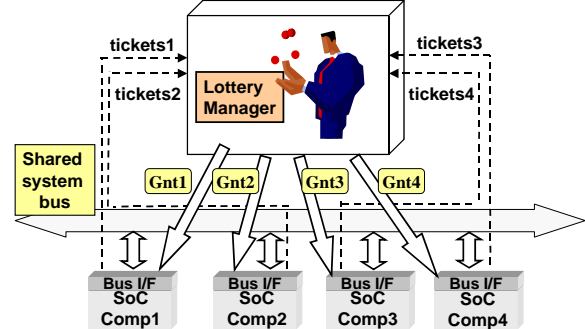 tickets1
tickets3
tickets2
tickets4
Lottery
Manager
Shared
system
bus
Gnt1
Gnt2
Gnt3
Gnt4
Bus I/F
SoC
Comp1
Bus I/F
SoC
Comp2
Bus I/F
SoC
Comp3
Bus I/F
SoC
Comp4